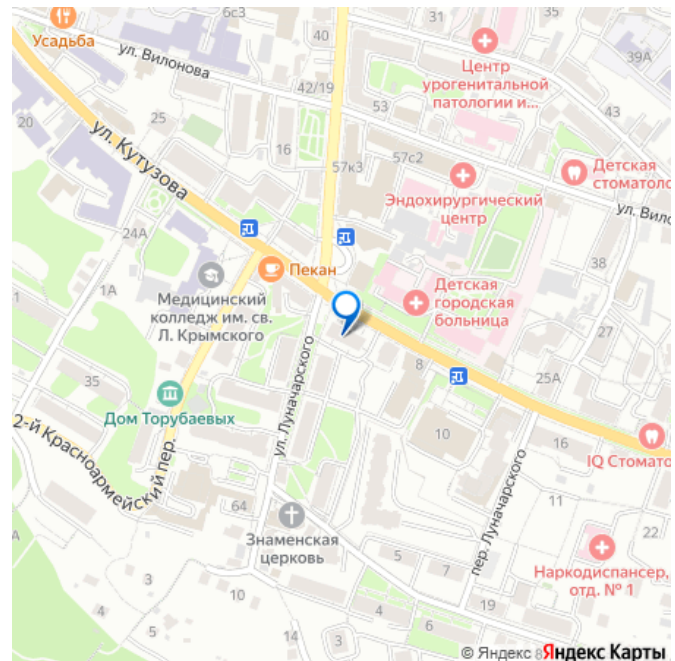 6с3
Усадьба
40
31
35
39А
ул. Вилонова
42/19
Центр
урогенитальной
патологии и...
20
25
16
53
43
57к3
57с2
Детская
стоматоло
ул. Кутузова
Эндохирургический
центр
ул. Вило
24А
38
Пекан
Медицинский
колледж им. св.
Л. Крымского
Детская
городская
больница
1А
1
27
35
8
25А
Дом Торубаевых
ул. Луначарского
2-й Красноармейский пер.
10
16
IQ Стомато
пер. Луначарского
64
11
22
Знаменская
церковь
5
7
Наркодиспансер,
отд. № 1
3
10
4
19
5
14
3
8
© Яндекс Яндекс Карты